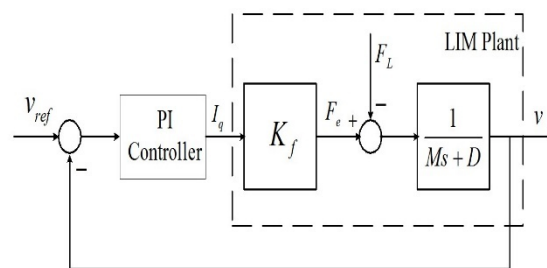 LIM Plant
F_L
v_ref
PI
Controller
I_q
K_f
F_e
+
−
1
Ms + D
v
−